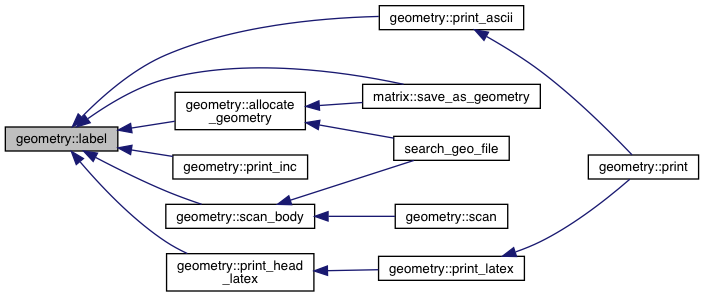 geometry::print_ascii
matrix::save_as_geometry
geometry::allocate
_geometry
geometry::label
search_geo_file
geometry::print_inc
geometry::print
geometry::scan_body
geometry::scan
geometry::print_head
_latex
geometry::print_latex